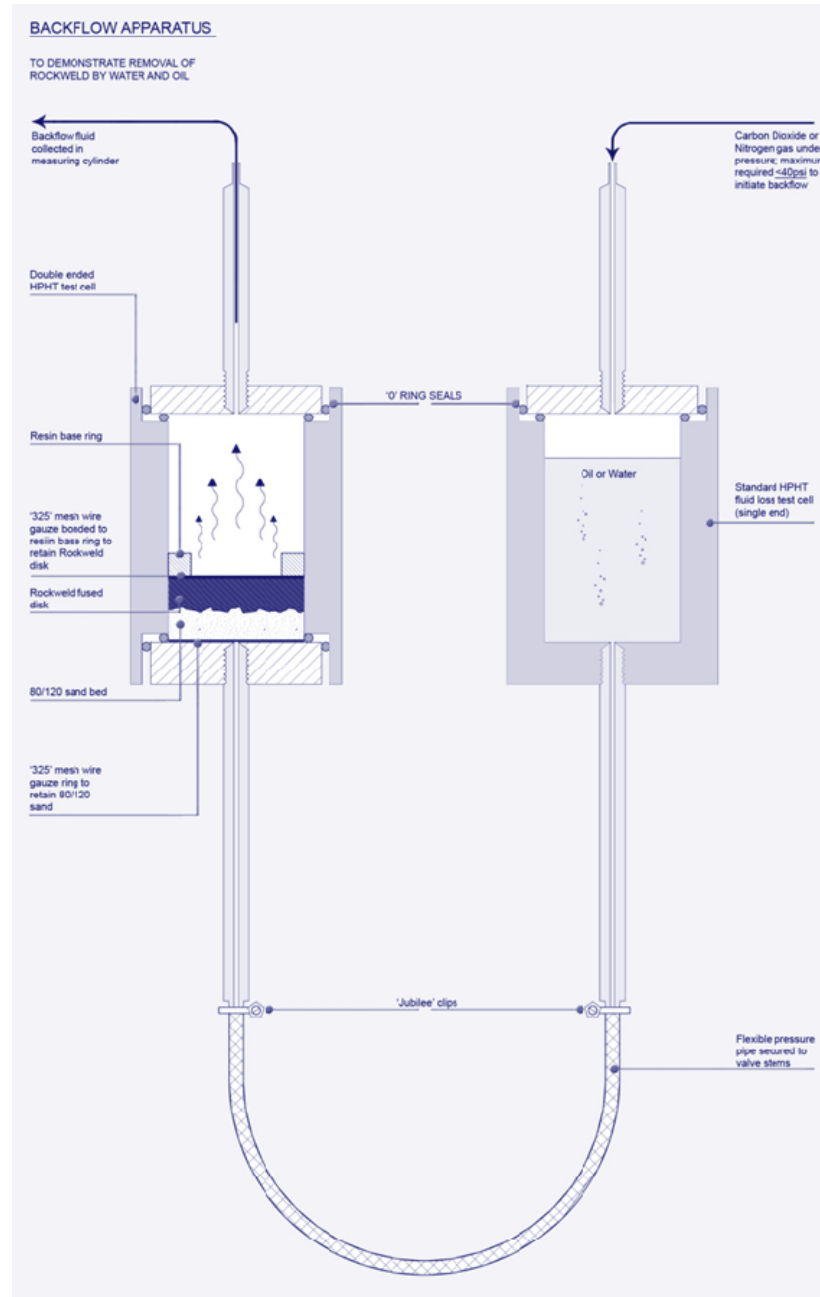 BACKFLOW APPARATUS
TO DEMONSTRATE REMOVAL OF
ROCKWELD BY WATER AND OIL
Backflow fluid
collected in
measuring cylinder
Carbon Dioxide or
Nitrogen gas under
pressure; maximum
required <40psi to
initiate backflow
Double ended
HPHT test cell
'O' RING SEALS
Resin base ring
Oil or Water
'325' mesh wire
gauze bonded to
resin base ring to
retain Rockweld
disk
Standard HPHT
fluid loss test cell
(single end)
Rockweld fused
disk
80/120 sand bed
'325' mesh wire
gauze ring to
retain 80/120
sand
'Jubilee' clips
Flexible pressure
pipe secured to
valve stems